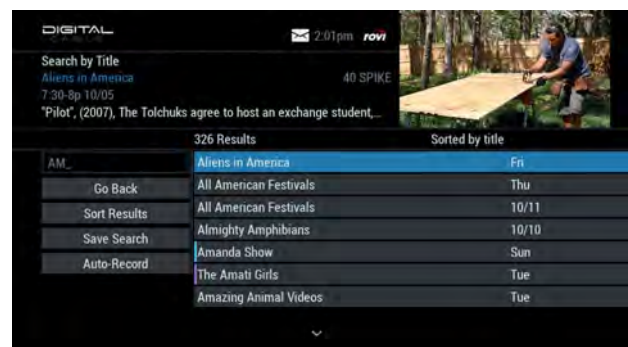 DIGITAL
2:01pm rovi
Search by Title
Aliens in America 40 SPIKE
7:30-8p 10/05
"Pilot", (2007), The Tolchuks agree to host an exchange student,...
326 Results Sorted by title
AM_
Aliens in America Fri
Go Back
All American Festivals Thu
Sort Results
All American Festivals 10/11
Save Search
Almighty Amphibians 10/10
Auto-Record
Amanda Show Sun
The Amati Girls Tue
Amazing Animal Videos Tue